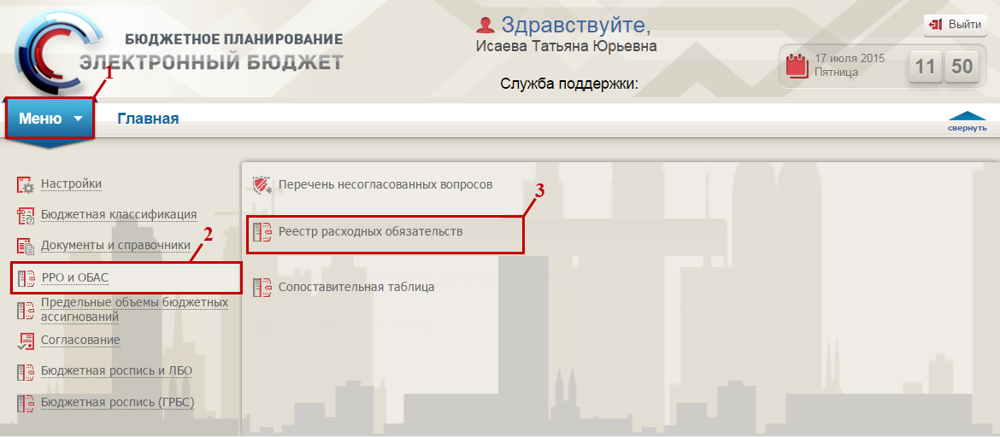 БЮДЖЕТНОЕ ПЛАНИРОВАНИЕ
ЭЛЕКТРОННЫЙ БЮДЖЕТ
Здравствуйте,
Исаева Татьяна Юрьевна
Служба поддержки:
Выйти
17 июля 2015
Пятница
11 50
1
Меню
Главная
свернуть
Настройки
Бюджетная классификация
Документы и справочники
2
РРО и ОБАС
Предельные объемы бюджетных
ассигнований
Согласование
Бюджетная роспись и ЛБО
Бюджетная роспись (ГРБС)
Перечень несогласованных вопросов
3
Реестр расходных обязательств
Сопоставительная таблица